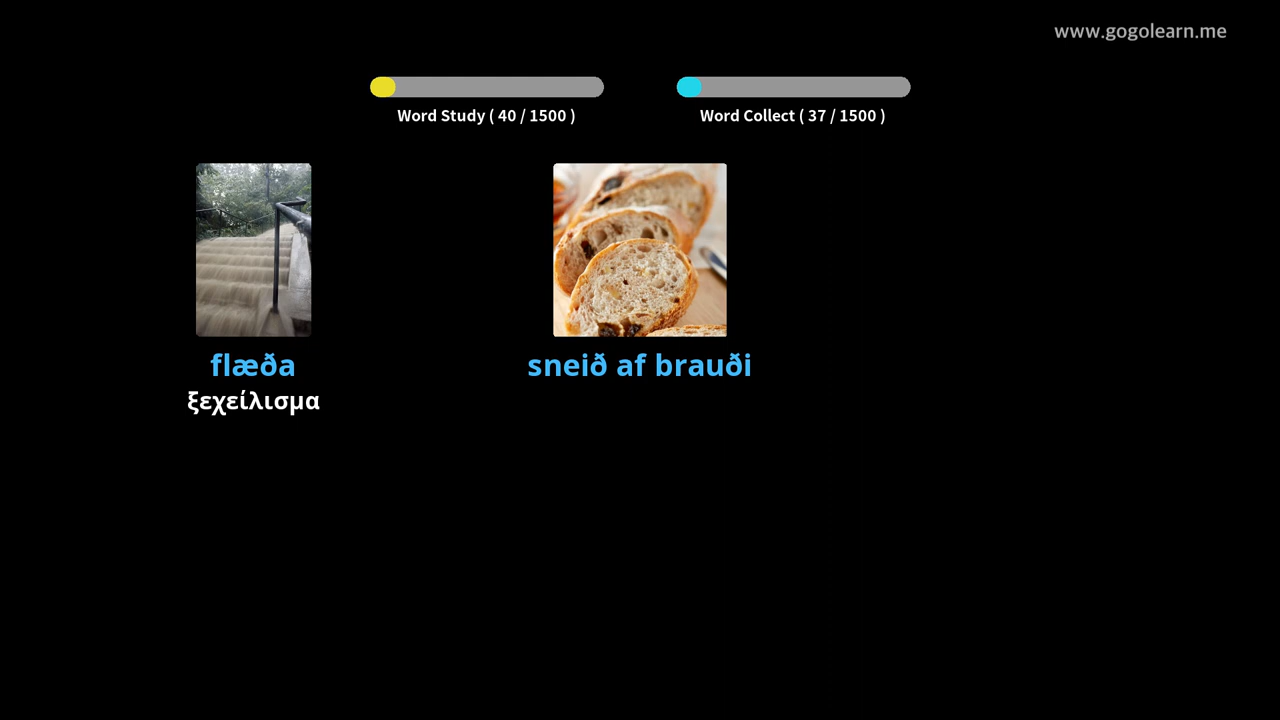 www.gogolearn.me
Word Study ( 40 / 1500 )
Word Collect ( 37 / 1500 )
flæða
ξεχείλισμα
sneið af brauði